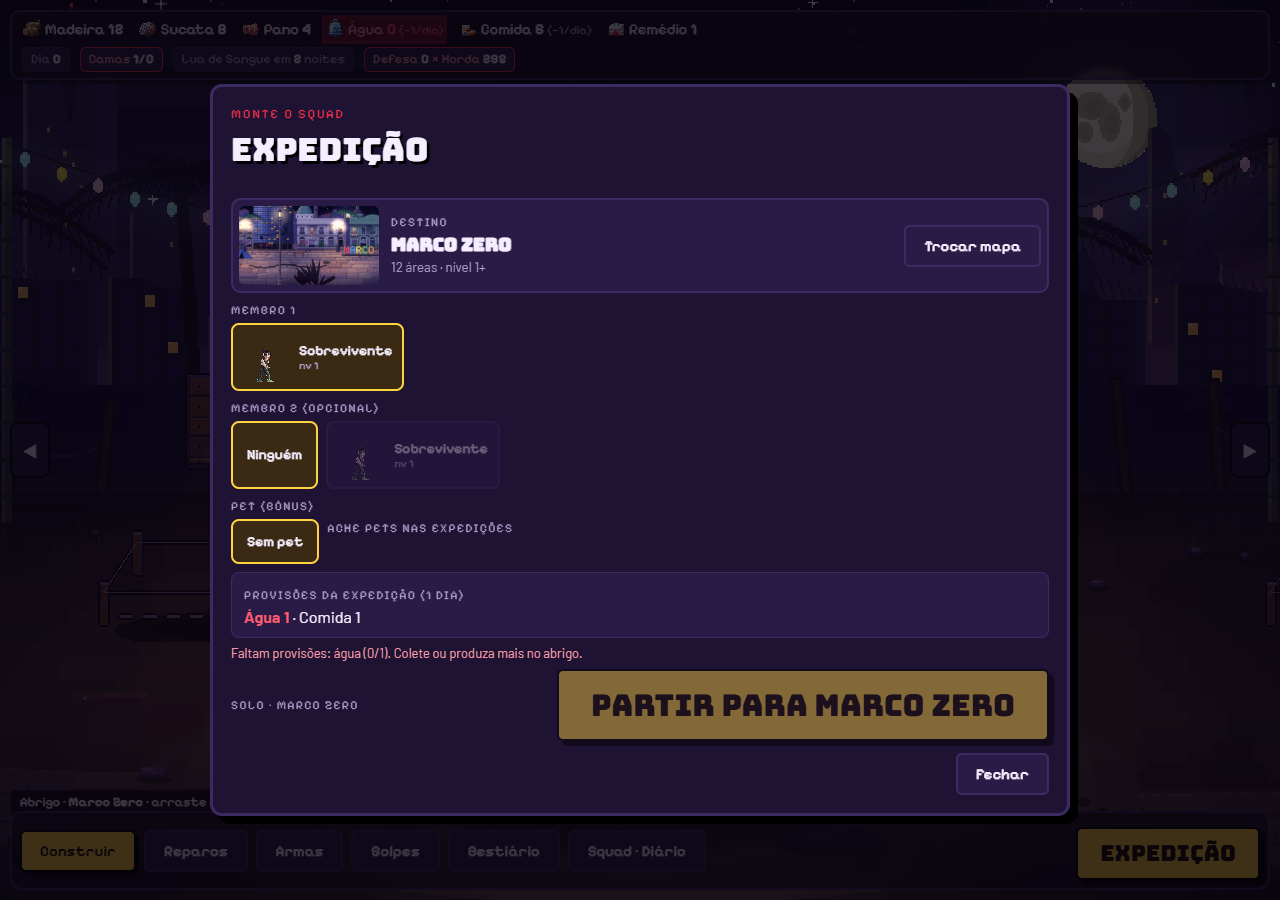 Madeira 12 Sucata 8 Pano 4 Água 0 (-1/dia) Comida 6 (-1/dia) Remédio 1
Dia 0 Camas 1/0 Lua de Sangue em 8 noites Defesa 0 × Horda 898
MONTE O SQUAD
EXPEDIÇÃO
DESTINO
MARCO ZERO
12 áreas · nível 1+
Trocar mapa
MARCO
MEMBRO 1
Sobrevivente
nv 1
MEMBRO 2 (OPCIONAL)
Ninguém
Sobrevivente
nv 1
PET (BÔNUS)
Sem pet
ACHE PETS NAS EXPEDIÇÕES
PROVISÕES DA EXPEDIÇÃO (1 DIA)
Água 1 · Comida 1
Faltam provisões: água (0/1). Colete ou produza mais no abrigo.
SOLO · MARCO ZERO
PARTIR PARA MARCO ZERO
Fechar
Abrigo · Marco Zero · arraste
Construir Reparos Armas Golpes Bestiário Squad · Diário EXPEDIÇÃO